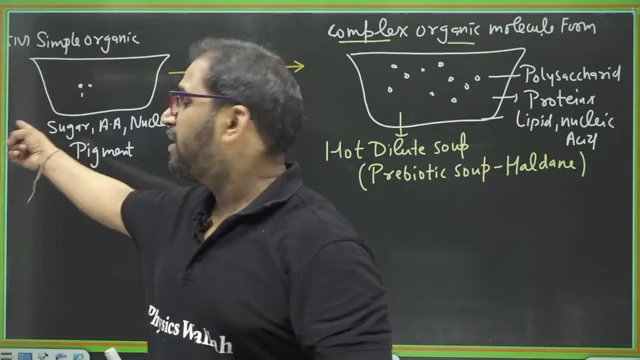 (IV) Simple organic
Sugar, A.A, Nucl
Pigment
complex organic molecule Form
Polysaccharid
Proteins
Lipid, nucleic
Acid
Hot Dilute soup
(Prebiotic soup - Haldane)
Physics Wallah